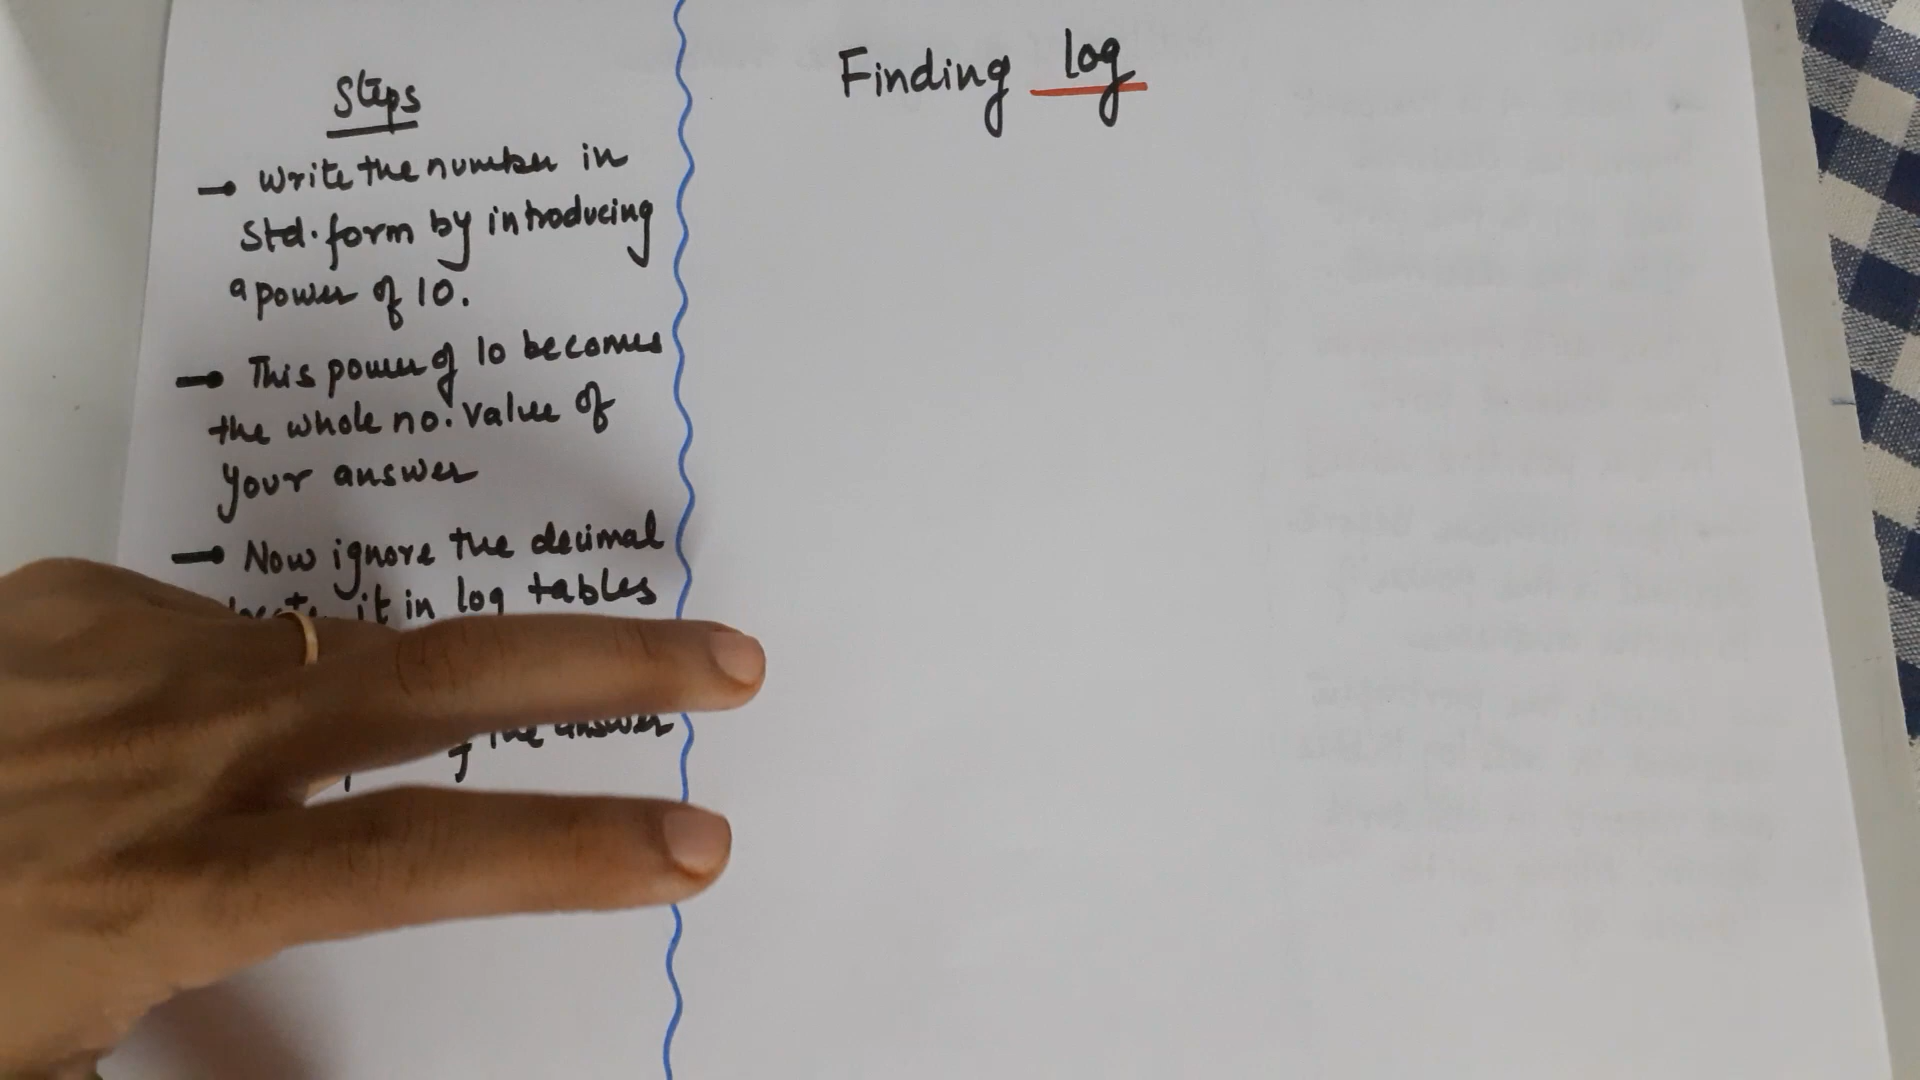 Steps
→ Write the number in
std. form by introducing
a power of 10.
→ This power of 10 becomes
the whole no. value of
your answer
→ Now ignore the decimal
it in log tables
the answer
Finding log